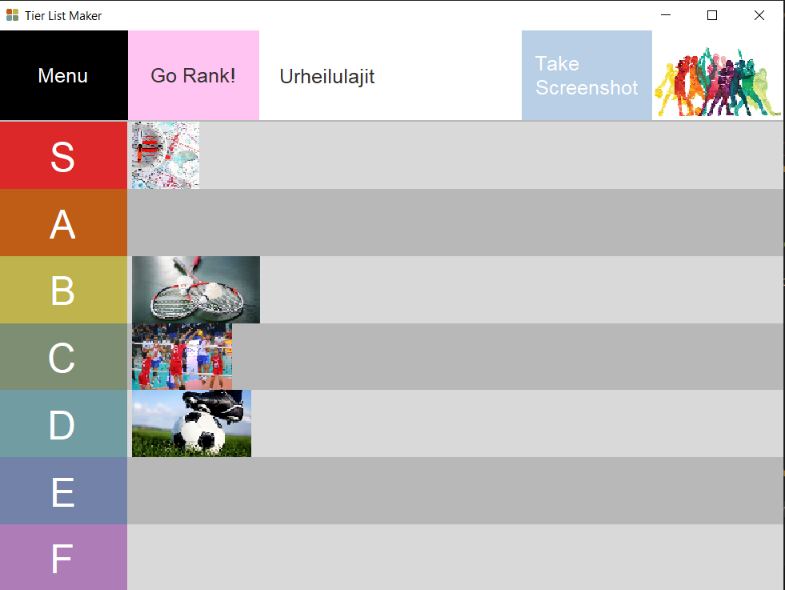 Tier List Maker
Menu
Go Rank!
Urheilulajit
Take
Screenshot
S
A
B
C
D
E
F